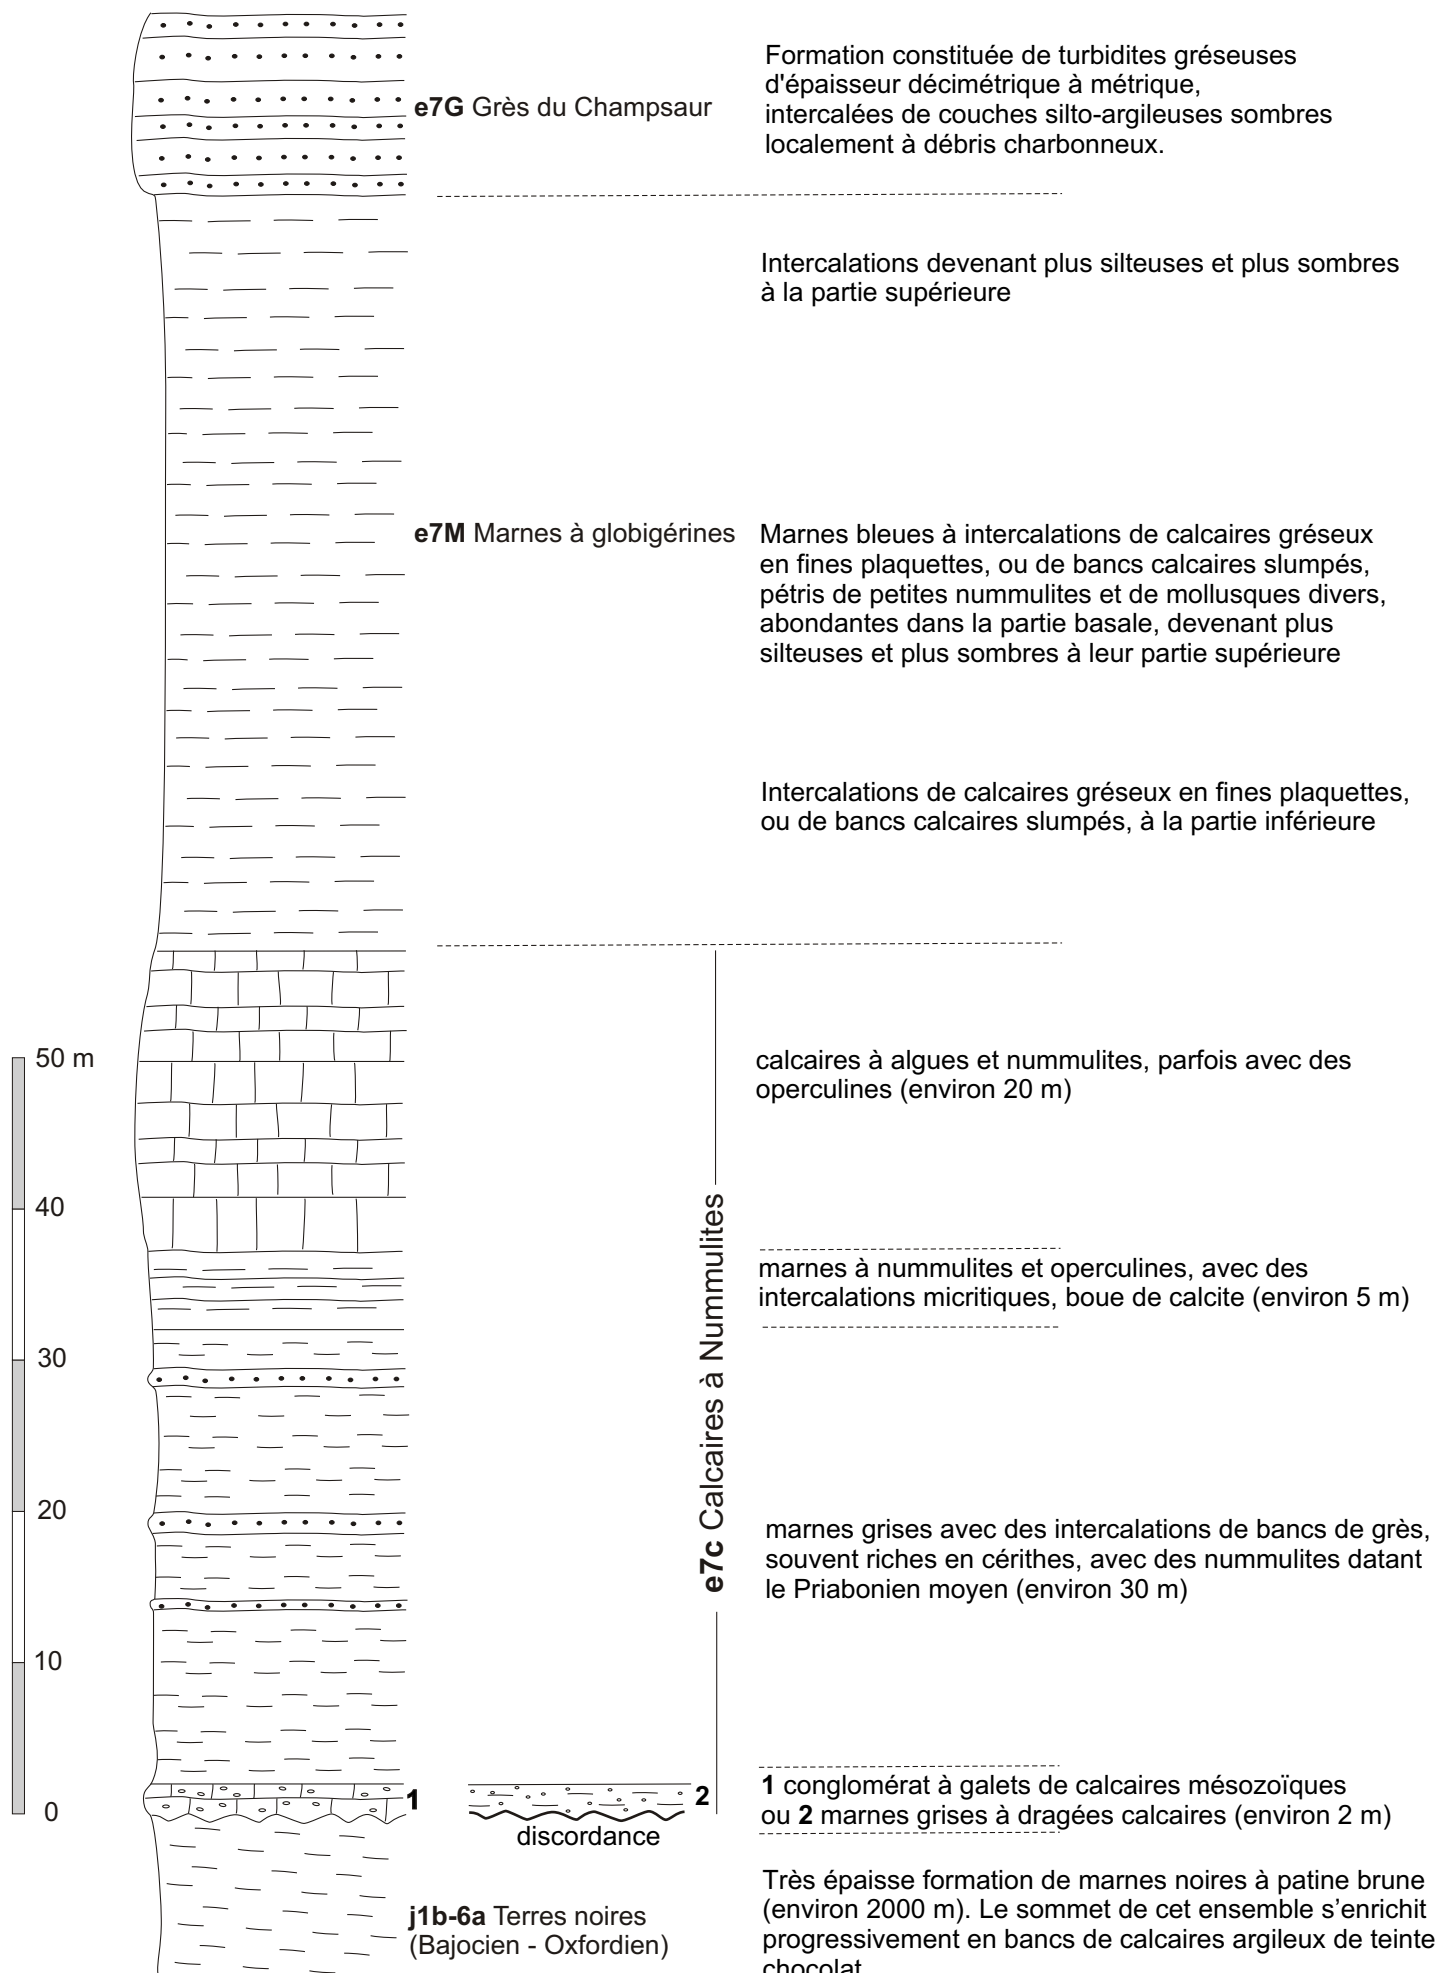 Formation constituée de turbidites gréseuses
d'épaisseur décimétrique à métrique,
intercalées de couches silto-argileuses sombres
localement à débris charbonneux.
e7G Grès du Champsaur
Intercalations devenant plus silteuses et plus sombres
à la partie supérieure
e7M Marnes à globigérines
Marnes bleues à intercalations de calcaires gréseux
en fines plaquettes, ou de bancs calcaires slumpés,
pétris de petites nummulites et de mollusques divers,
abondantes dans la partie basale, devenant plus
silteuses et plus sombres à leur partie supérieure
Intercalations de calcaires gréseux en fines plaquettes,
ou de bancs calcaires slumpés, à la partie inférieure
50 m
40
30
20
10
0
e7c Calcaires à Nummulites
calcaires à algues et nummulites, parfois avec des
operculines (environ 20 m)
marnes à nummulites et operculines, avec des
intercalations micritiques, boue de calcite (environ 5 m)
marnes grises avec des intercalations de bancs de grès,
souvent riches en cérithes, avec des nummulites datant
le Priabonien moyen (environ 30 m)
1
2
discordance
1 conglomérat à galets de calcaires mésozoïques
ou 2 marnes grises à dragées calcaires (environ 2 m)
j1b-6a Terres noires
(Bajocien - Oxfordien)
Très épaisse formation de marnes noires à patine brune
(environ 2000 m). Le sommet de cet ensemble s’enrichit
progressivement en bancs de calcaires argileux de teinte
chocolat